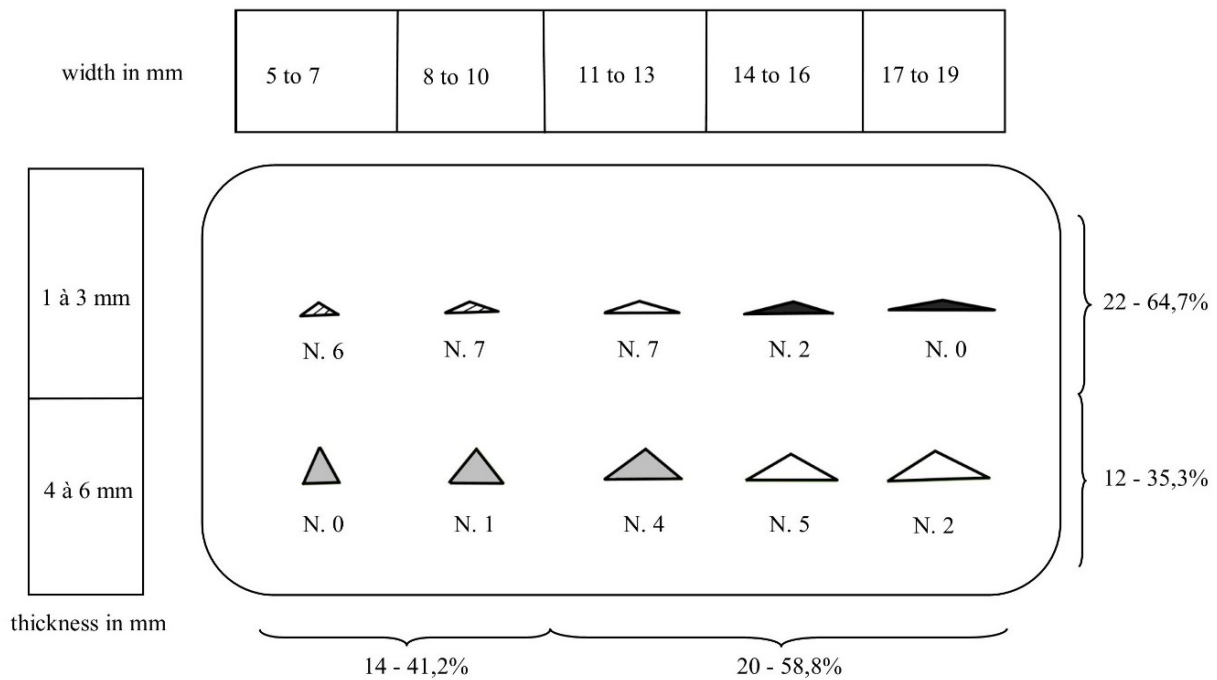 width in mm
5 to 7
8 to 10
11 to 13
14 to 16
17 to 19
1 à 3 mm
N. 6
N. 7
N. 7
N. 2
N. 0
22 - 64,7%
4 à 6 mm
N. 0
N. 1
N. 4
N. 5
N. 2
12 - 35,3%
thickness in mm
14 - 41,2%
20 - 58,8%